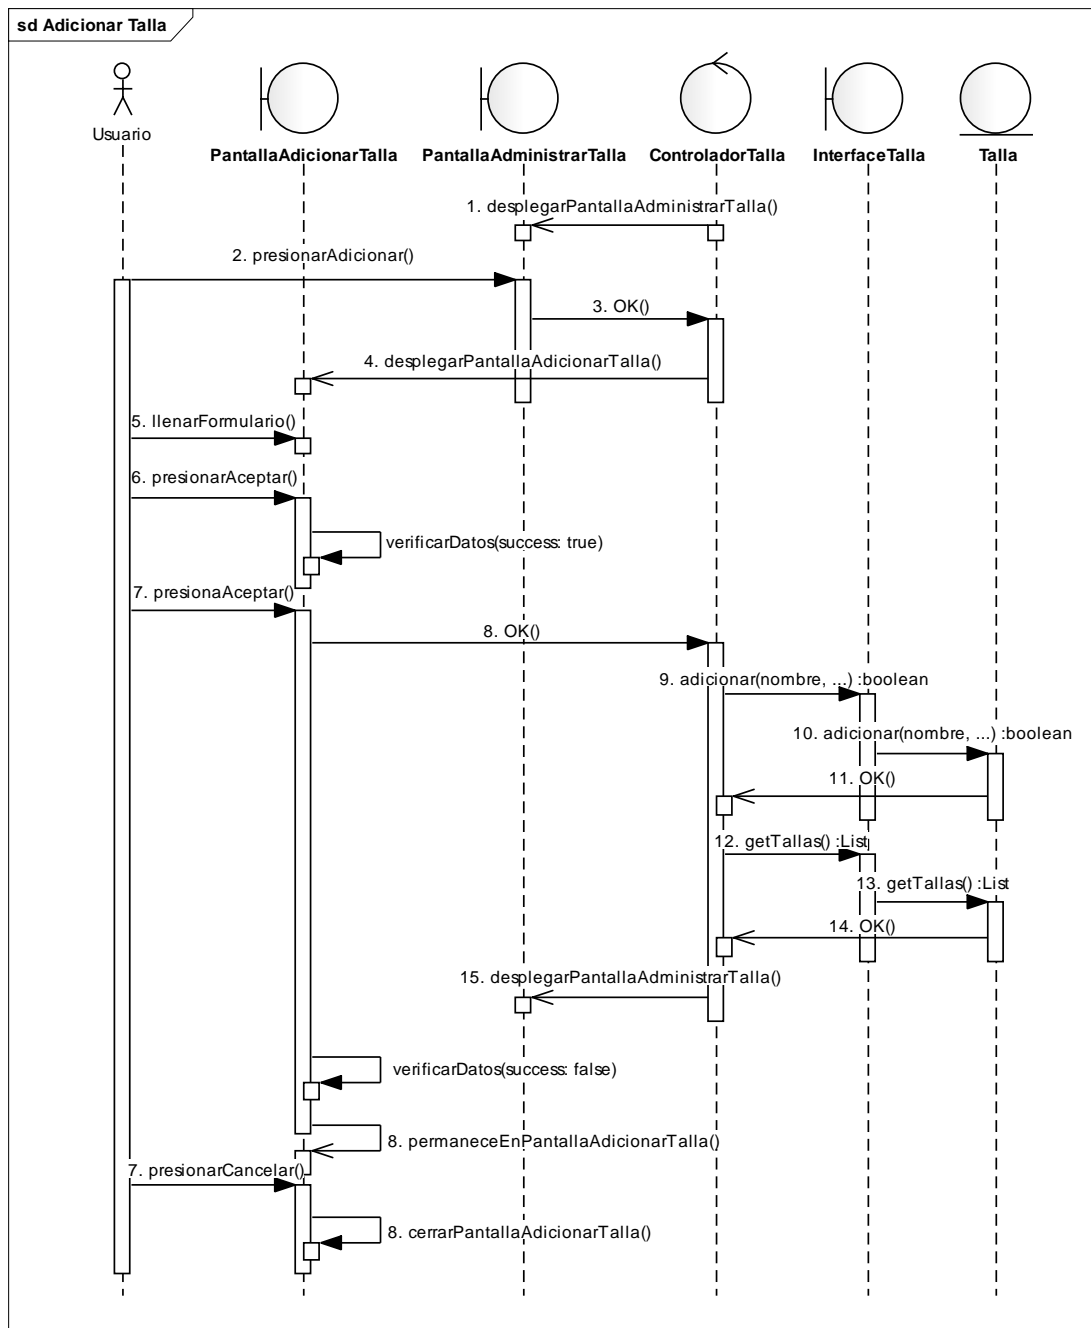 sd Adicionar Talla
Usuario
PantallaAdicionarTalla
PantallaAdministrarTalla
ControladorTalla
InterfaceTalla
Talla
1. desplegarPantallaAdministrarTalla()
2. presionarAdicionar()
3. OK()
4. desplegarPantallaAdicionarTalla()
5. llenarFormulario()
6. presionarAceptar()
verificarDatos(success: true)
7. presionaAceptar()
8. OK()
9. adicionar(nombre, ...) :boolean
10. adicionar(nombre, ...) :boolean
11. OK()
12. getTallas() :List
13. getTallas() :List
14. OK()
15. desplegarPantallaAdministrarTalla()
verificarDatos(success: false)
8. permaneceEnPantallaAdicionarTalla()
7. presionarCancelar()
8. cerrarPantallaAdicionarTalla()